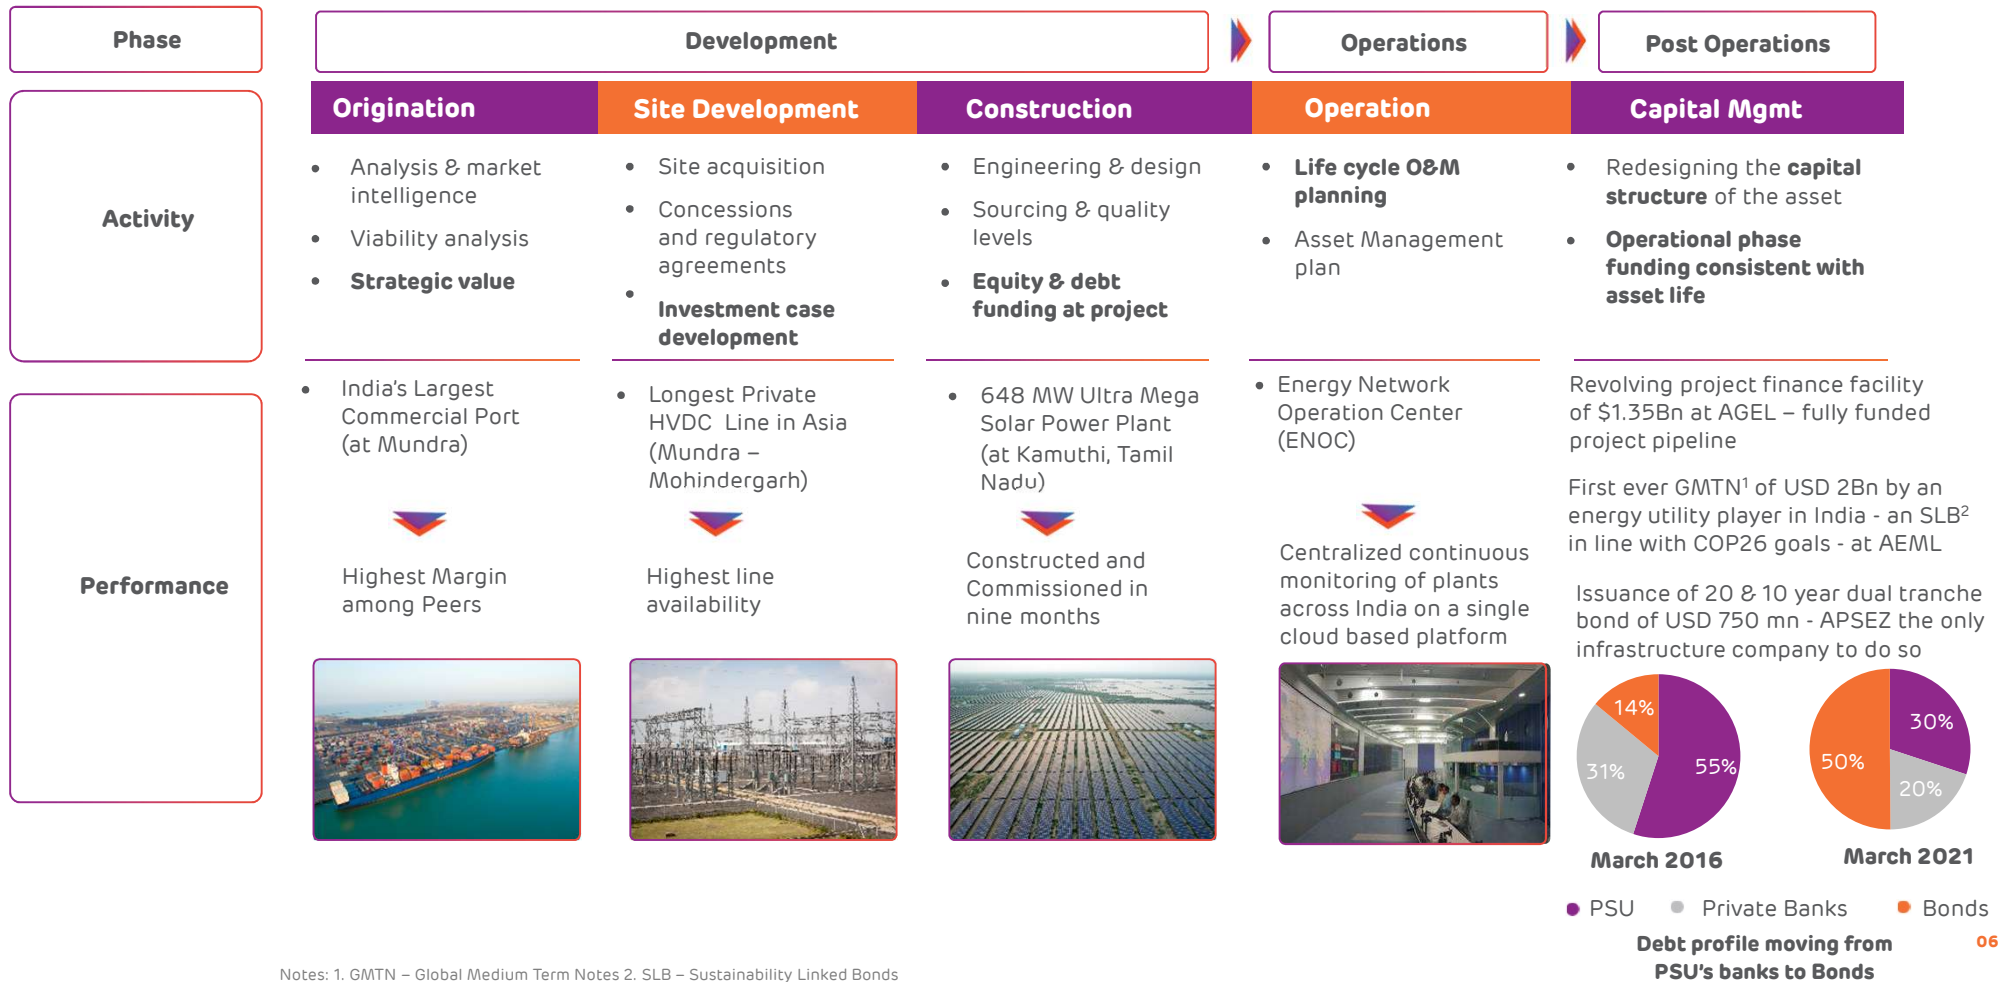 Phase
Development
Operations
Post Operations
Activity
Origination
Site Development
Construction
Operation
Capital Mgmt
• Analysis & market
intelligence
• Viability analysis
• Strategic value
• Site acquisition
• Concessions
and regulatory
agreements
• Investment case
development
• Engineering & design
• Sourcing & quality
levels
• Equity & debt
funding at project
• Life cycle O&M
planning
• Asset Management
plan
• Redesigning the capital
structure of the asset
• Operational phase
funding consistent with
asset life
Performance
• India's Largest
Commercial Port
(at Mundra)
Highest Margin
among Peers
• Longest Private
HVDC Line in Asia
(Mundra –
Mohindergarh)
Highest line
availability
• 648 MW Ultra Mega
Solar Power Plant
(at Kamuthi, Tamil
Nadu)
Constructed and
Commissioned in
nine months
• Energy Network
Operation Center
(ENOC)
Centralized continuous
monitoring of plants
across India on a single
cloud based platform
Revolving project finance facility
of $1.35Bn at AGEL – fully funded
project pipeline
First ever GMTN¹ of USD 2Bn by an
energy utility player in India - an SLB²
in line with COP26 goals - at AEML
Issuance of 20 & 10 year dual tranche
bond of USD 750 mn - APSEZ the only
infrastructure company to do so
14%
31%
55%
March 2016
50%
30%
20%
March 2021
PSU
Private Banks
Bonds
Debt profile moving from
PSU's banks to Bonds
06
Notes: 1. GMTN – Global Medium Term Notes 2. SLB – Sustainability Linked Bonds